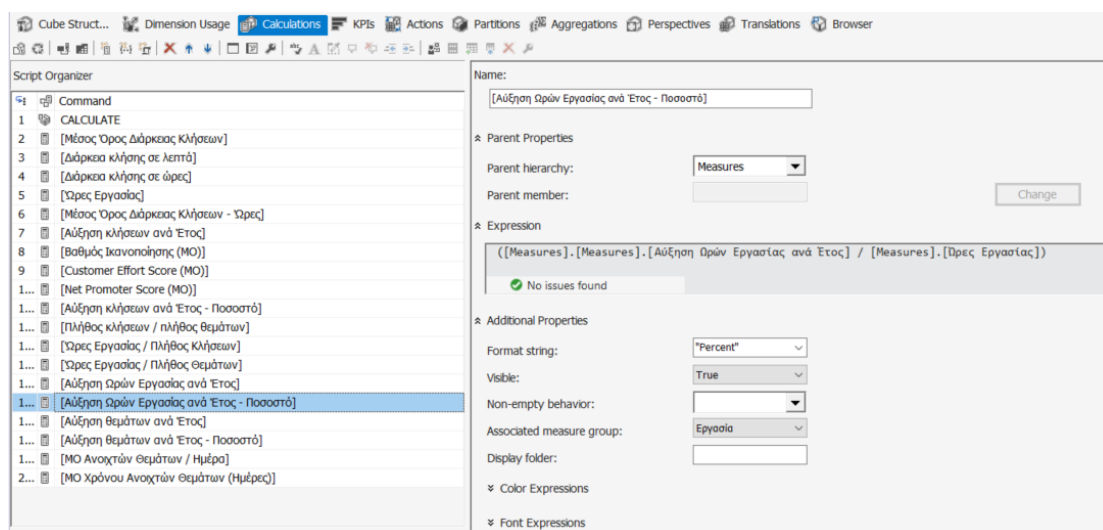 Cube Struct... Dimension Usage Calculations KPIs Actions Partitions Aggregations Perspectives Translations Browser
Script Organizer
Command
1 CALCULATE
2 [Μέσος Όρος Διάρκειας Κλήσεων]
3 [Διάρκεια κλήσης σε λεπτά]
4 [Διάρκεια κλήσης σε ώρες]
5 [Ώρες Εργασίας]
6 [Μέσος Όρος Διάρκειας Κλήσεων - Ώρες]
7 [Αύξηση κλήσεων ανά Έτος]
8 [Βαθμός Ικανοποίησης (ΜΟ)]
9 [Customer Effort Score (MO)]
1... [Net Promoter Score (MO)]
1... [Αύξηση κλήσεων ανά Έτος - Ποσοστό]
1... [Πλήθος κλήσεων / πλήθος θεμάτων]
1... [Ώρες Εργασίας / Πλήθος Κλήσεων]
1... [Ώρες Εργασίας / Πλήθος Θεμάτων]
1... [Αύξηση Ωρών Εργασίας ανά Έτος]
1... [Αύξηση Ωρών Εργασίας ανά Έτος - Ποσοστό]
1... [Αύξηση θεμάτων ανά Έτος]
1... [Αύξηση θεμάτων ανά Έτος - Ποσοστό]
1... [ΜΟ Ανοιχτών Θεμάτων / Ημέρα]
2... [ΜΟ Χρόνου Ανοιχτών Θεμάτων (Ημέρες)]
Name:
[Αύξηση Ωρών Εργασίας ανά Έτος - Ποσοστό]
Parent Properties
Parent hierarchy: Measures
Parent member:
Change
Expression
([Measures].[Measures].[Αύξηση Ωρών Εργασίας ανά Έτος] / [Measures].[Ώρες Εργασίας])
No issues found
Additional Properties
Format string: "Percent"
Visible: True
Non-empty behavior:
Associated measure group: Εργασία
Display folder:
Color Expressions
Font Expressions